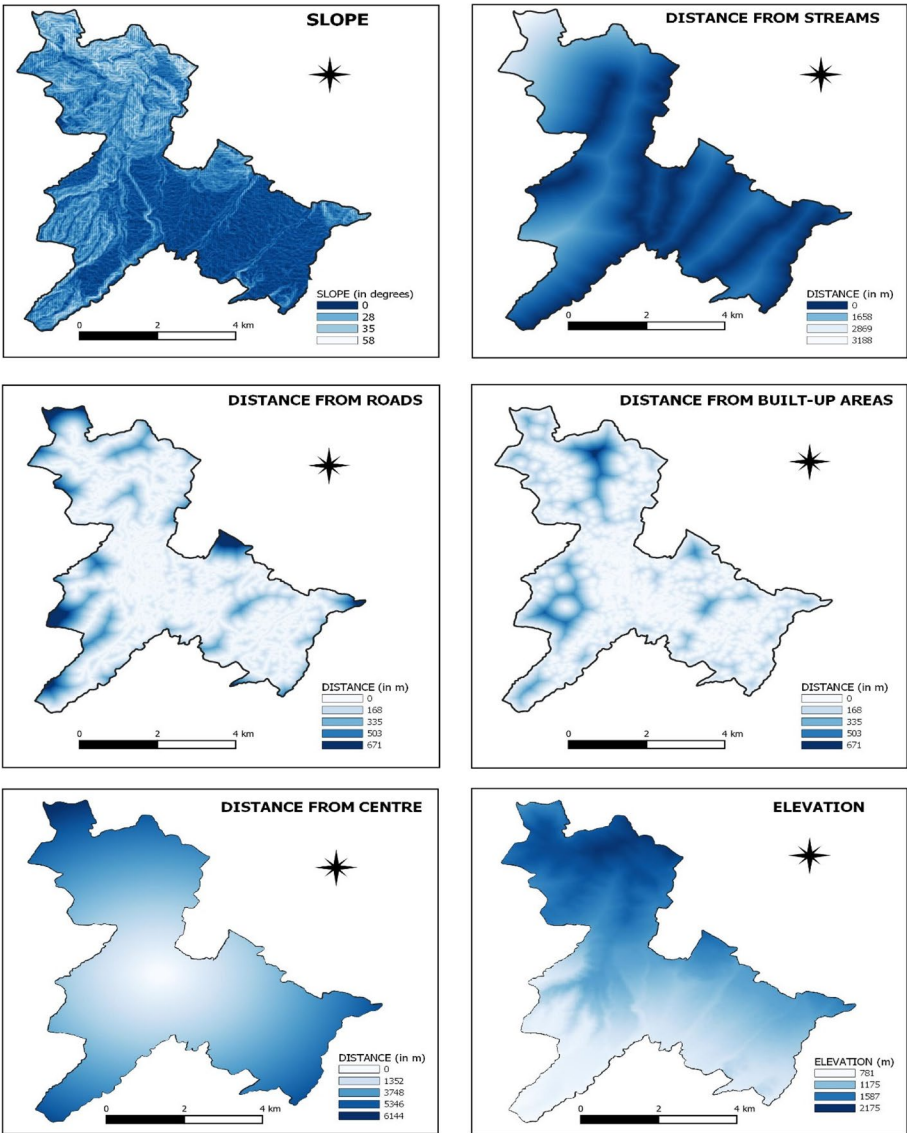 SLOPE
SLOPE (in degrees)
0
28
35
58
0 2 4 km
DISTANCE FROM STREAMS
DISTANCE (in m)
0
1658
2869
3188
0 2 4 km
DISTANCE FROM ROADS
DISTANCE (in m)
0
168
335
503
671
0 2 4 km
DISTANCE FROM BUILT-UP AREAS
DISTANCE (in m)
0
168
335
503
671
0 2 4 km
DISTANCE FROM CENTRE
DISTANCE (in m)
0
1352
3748
5346
6144
0 2 4 km
ELEVATION
ELEVATION (m)
781
1175
1587
2175
0 2 4 km